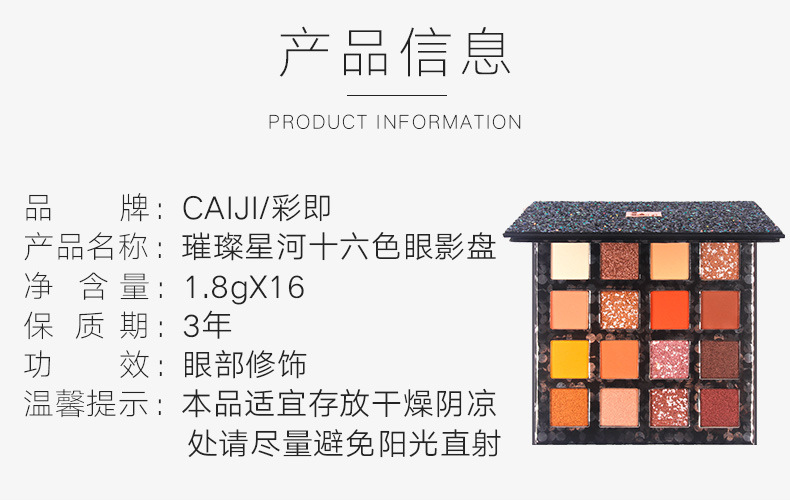 产品信息
PRODUCT INFORMATION
品牌：CAIJI/彩即
产品名称：璀璨星河十六色眼影盘
净含量：1.8gX16
保质期：3年
功效：眼部修饰
温馨提示：本品适宜存放干燥阴凉
处请尽量避免阳光直射